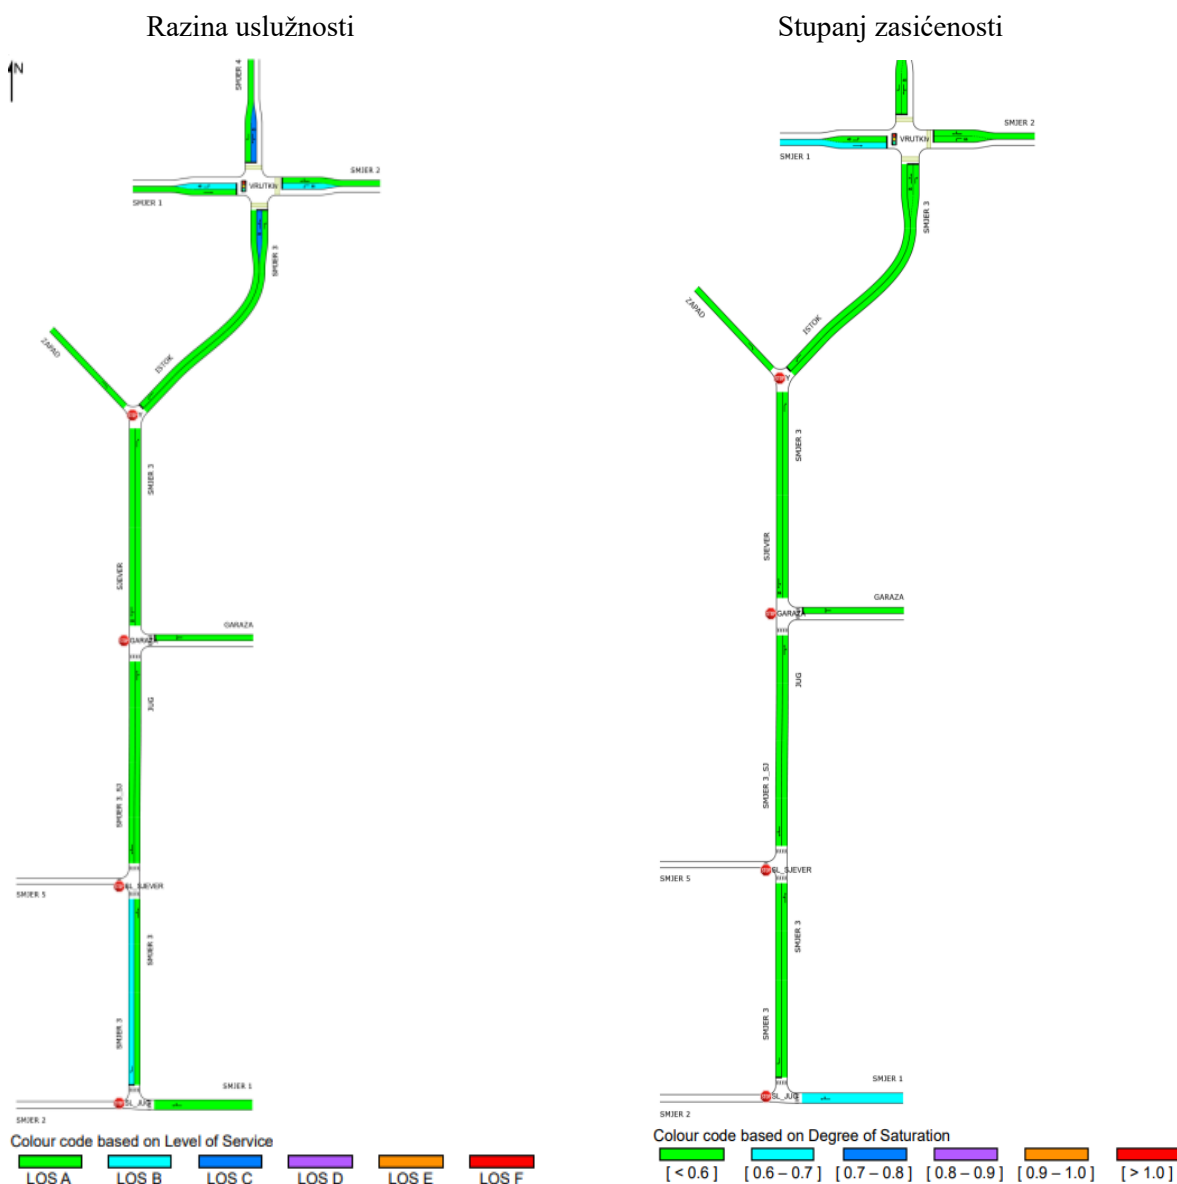 Razina uslužnosti
N
SMJER 4
SMJER 2
VRUTKIv
SMJER 1
SMJER 3
ZAPAD
ISTOK
Y
SMJER 3
SJEVER
GARAZA
GARAZA
JUG
SMJER 3_SJ
SL_SJEVER
SMJER 5
SMJER 3
SMJER 3
SMJER 1
SL_JUG
SMJER 2
Colour code based on Level of Service
LOS A LOS B LOS C LOS D LOS E LOS F
Stupanj zasićenosti
SMJER 2
VRUTKIv
SMJER 1
SMJER 3
ZAPAD
ISTOK
Y
SMJER 3
SJEVER
GARAZA
GARAZA
JUG
SMJER 3_SJ
SL_SJEVER
SMJER 5
SMJER 3
SMJER 3
SMJER 1
SL_JUG
SMJER 2
Colour code based on Degree of Saturation
[ < 0.6 ] [ 0.6 – 0.7 ] [ 0.7 – 0.8 ] [ 0.8 – 0.9 ] [ 0.9 – 1.0 ] [ > 1.0 ]